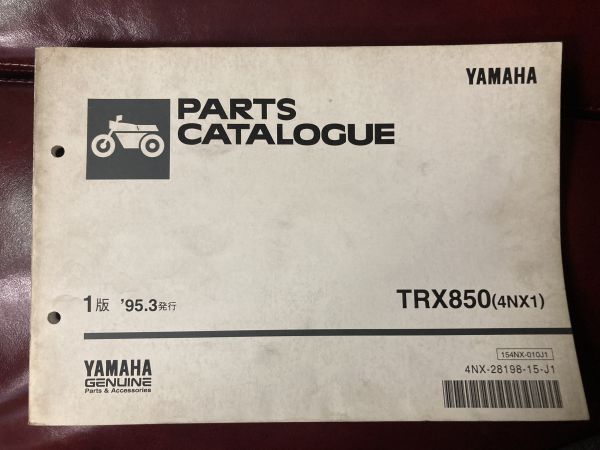 YAMAHA
PARTS
CATALOGUE
1版 '95.3発行
TRX850(4NX1)
154NX-010J1
4NX-28198-15-J1
YAMAHA
GENUINE
Parts & Accessories